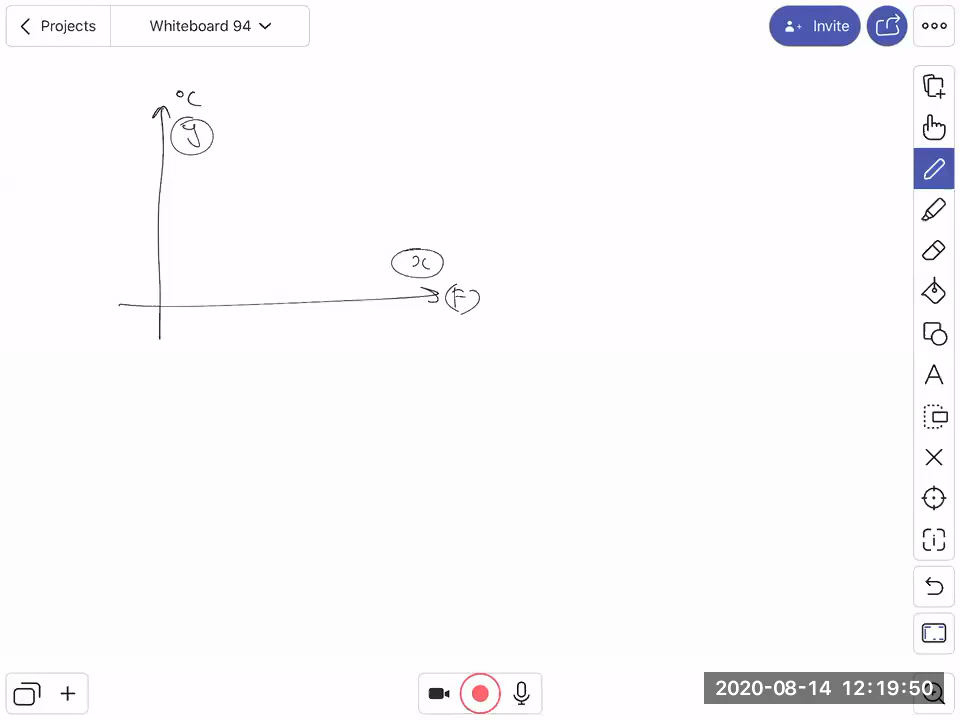 Projects
Whiteboard 94
Invite
°C
y
x
F
A
2020-08-14 12:19:50